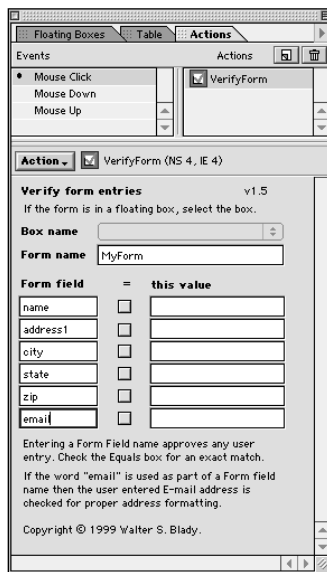 Floating Boxes Table Actions
Events Actions
Mouse Click VerifyForm
Mouse Down
Mouse Up
Action VerifyForm (NS 4, IE 4)
Verify form entries v1.5
If the form is in a floating box, select the box.
Box name
Form name MyForm
Form field = this value
name
address1
city
state
zip
email
Entering a Form Field name approves any user
entry. Check the Equals box for an exact match.
If the word "email" is used as part of a Form field
name then the user entered E-mail address is
checked for proper address formatting.
Copyright © 1999 Walter S. Blady.